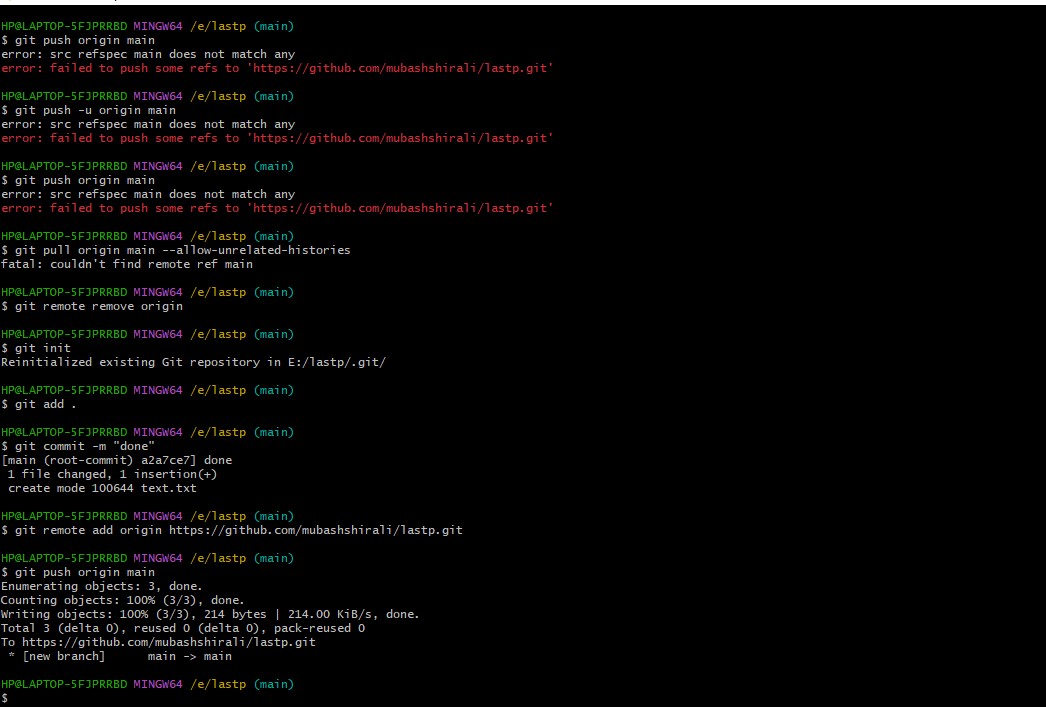 HP@LAPTOP-5FJPRRBD MINGW64 /e/lastp (main)
$ git push origin main
error: src refspec main does not match any
error: failed to push some refs to 'https://github.com/mubashshirali/lastp.git'
HP@LAPTOP-5FJPRRBD MINGW64 /e/lastp (main)
$ git push -u origin main
error: src refspec main does not match any
error: failed to push some refs to 'https://github.com/mubashshirali/lastp.git'
HP@LAPTOP-5FJPRRBD MINGW64 /e/lastp (main)
$ git push origin main
error: src refspec main does not match any
error: failed to push some refs to 'https://github.com/mubashshirali/lastp.git'
HP@LAPTOP-5FJPRRBD MINGW64 /e/lastp (main)
$ git pull origin main --allow-unrelated-histories
fatal: couldn't find remote ref main
HP@LAPTOP-5FJPRRBD MINGW64 /e/lastp (main)
$ git remote remove origin
HP@LAPTOP-5FJPRRBD MINGW64 /e/lastp (main)
$ git init
Reinitialized existing Git repository in E:/lastp/.git/
HP@LAPTOP-5FJPRRBD MINGW64 /e/lastp (main)
$ git add .
HP@LAPTOP-5FJPRRBD MINGW64 /e/lastp (main)
$ git commit -m "done"
[main (root-commit) a2a7ce7] done
1 file changed, 1 insertion(+)
create mode 100644 text.txt
HP@LAPTOP-5FJPRRBD MINGW64 /e/lastp (main)
$ git remote add origin https://github.com/mubashshirali/lastp.git
HP@LAPTOP-5FJPRRBD MINGW64 /e/lastp (main)
$ git push origin main
Enumerating objects: 3, done.
Counting objects: 100% (3/3), done.
Writing objects: 100% (3/3), 214 bytes | 214.00 KiB/s, done.
Total 3 (delta 0), reused 0 (delta 0), pack-reused 0
To https://github.com/mubashshirali/lastp.git
* [new branch]      main -> main
HP@LAPTOP-5FJPRRBD MINGW64 /e/lastp (main)
$